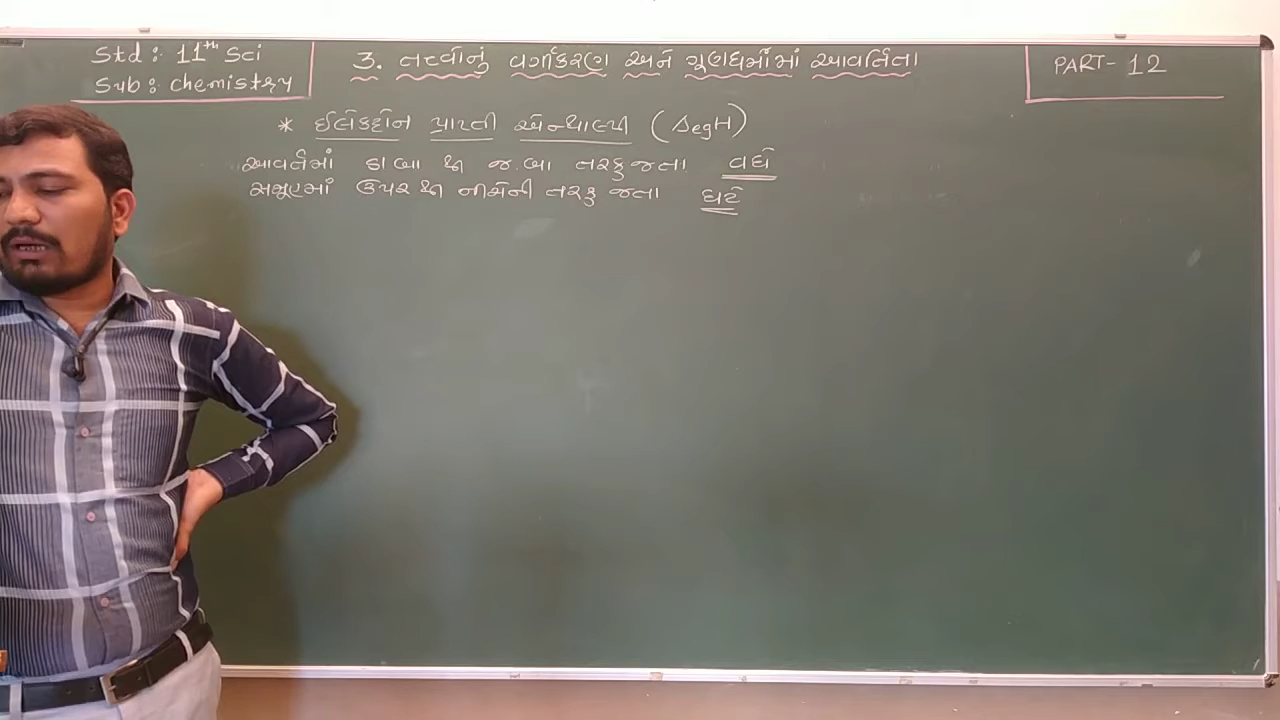 Std : 11th Sci
Sub : chemistry
3. તત્ત્વોનું વર્ગીકરણ અને ગુણધર્મોમાં આવર્તિતા
PART- 12
* ઈલેક્ટ્રોન પ્રાપ્તી એન્થાલ્પી (ΔegH)
આવર્તમાં ડાબા થી જ.બા તરફ જતા વધે
સમૂહમાં ઉપર થી નીચેની તરફ જતા ઘટે